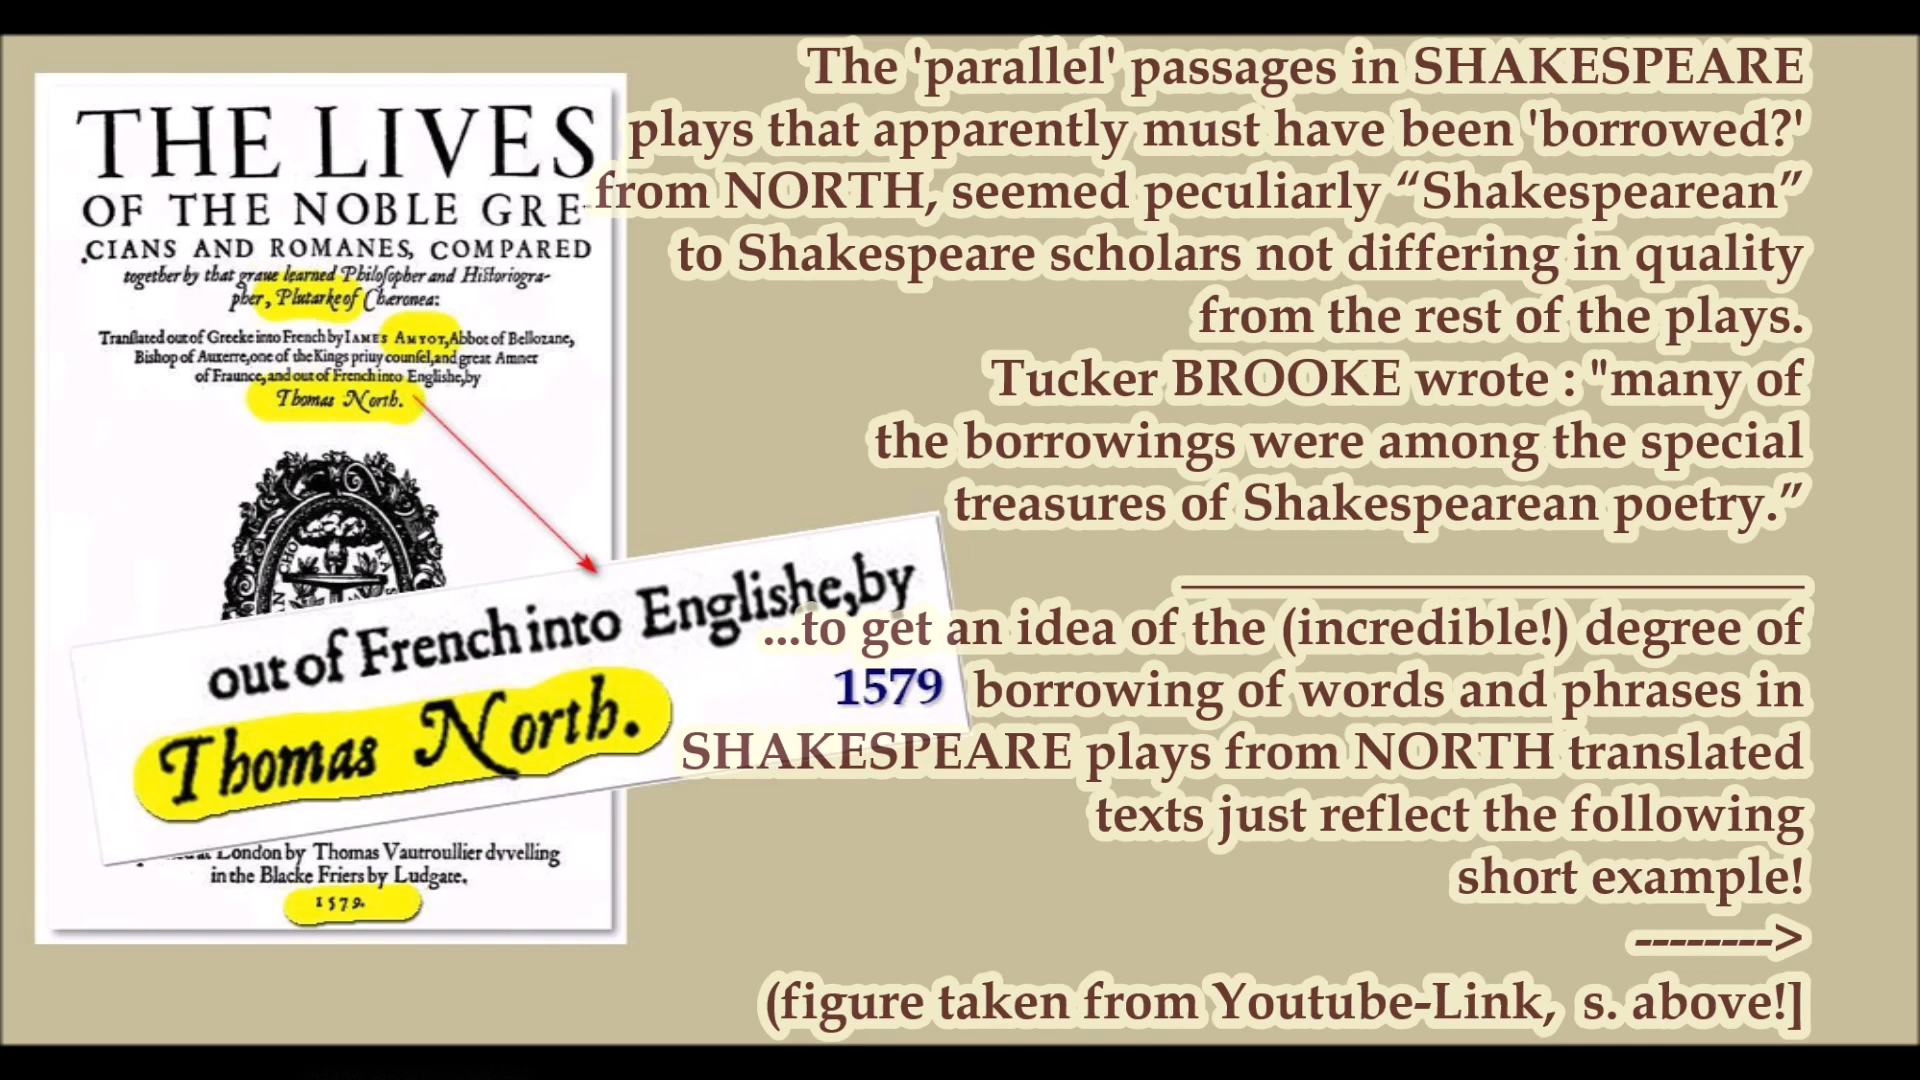 THE LIVES
OF THE NOBLE GRE-
CIANS AND ROMANES, COMPARED
together by that graue learned Philoſopher and Hiſtoriogra-
pher, Plutarke of Chæronea:
Tranſlated out of Greeke into French by IAMES AMYOT, Abbot of Bellozane,
Biſhop of Auxerre, one of the Kings priuy counſel, and great Amner
of Fraunce, and out of French into Engliſhe, by
Thomas North.
out of French into Engliſhe, by
Thomas North.
1579
London by Thomas Vautroullier dvvelling
in the Blacke Friers by Ludgate.
1579.
The 'parallel' passages in SHAKESPEARE
plays that apparently must have been 'borrowed?'
from NORTH, seemed peculiarly “Shakespearean”
to Shakespeare scholars not differing in quality
from the rest of the plays.
Tucker BROOKE wrote : "many of
the borrowings were among the special
treasures of Shakespearean poetry.”
...to get an idea of the (incredible!) degree of
borrowing of words and phrases in
SHAKESPEARE plays from NORTH translated
texts just reflect the following
short example!
-------->
(figure taken from Youtube-Link, s. above!]